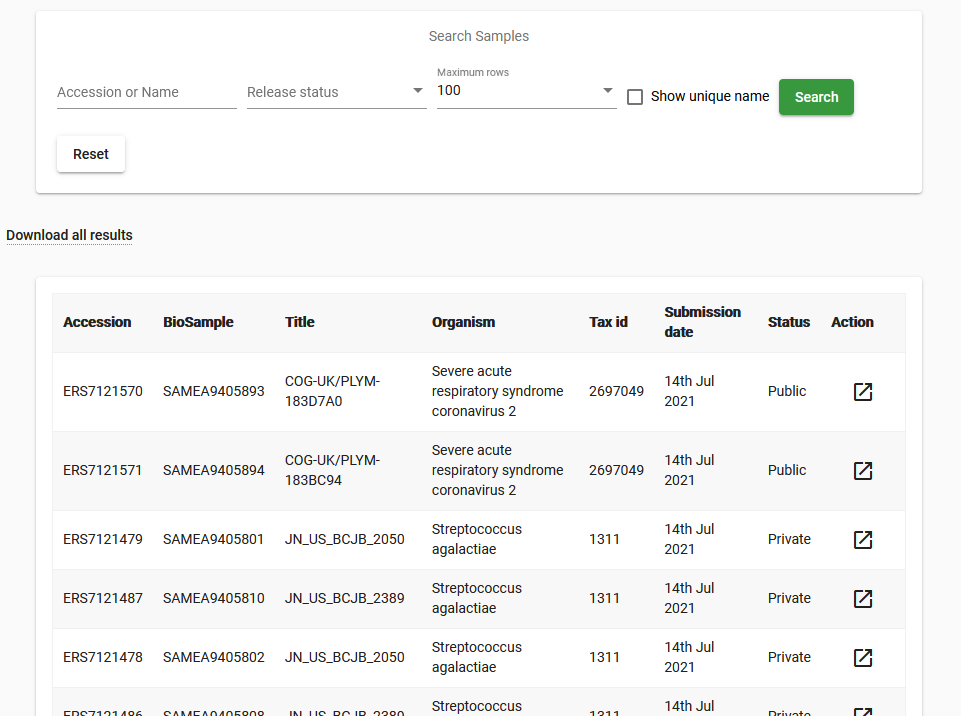 Search Samples
Maximum rows
Accession or Name Release status 100 Show unique name Search
Reset
Download all results
Accession BioSample Title Organism Tax id Submission date Status Action
ERS7121570 SAMEA9405893 COG-UK/PLYM-183D7A0 Severe acute respiratory syndrome coronavirus 2 2697049 14th Jul 2021 Public
ERS7121571 SAMEA9405894 COG-UK/PLYM-183BC94 Severe acute respiratory syndrome coronavirus 2 2697049 14th Jul 2021 Public
ERS7121479 SAMEA9405801 JN_US_BCJB_2050 Streptococcus agalactiae 1311 14th Jul 2021 Private
ERS7121487 SAMEA9405810 JN_US_BCJB_2389 Streptococcus agalactiae 1311 14th Jul 2021 Private
ERS7121478 SAMEA9405802 JN_US_BCJB_2050 Streptococcus agalactiae 1311 14th Jul 2021 Private
Streptococcus 14th Jul
ERS7121486 SAMEA9405808 JN_US_BCJB_2389 1311 Private